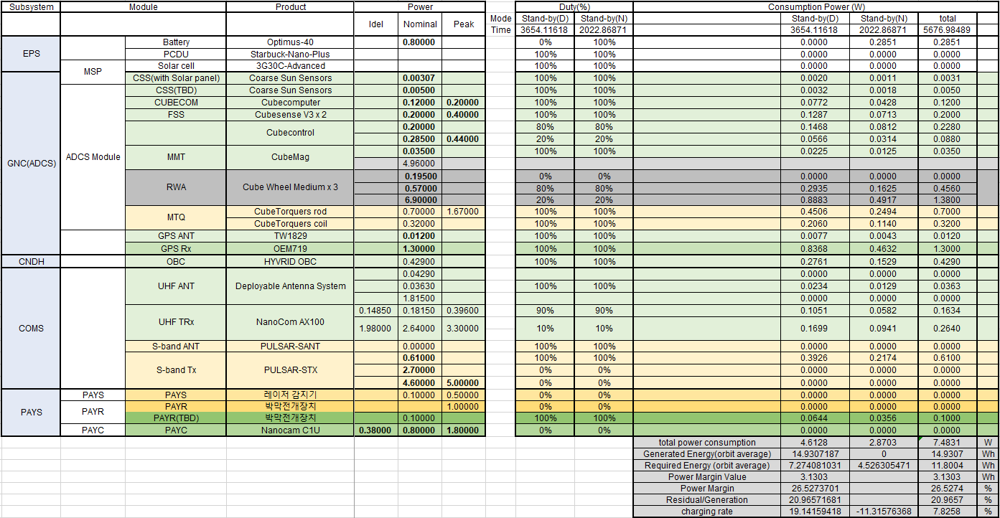 Subsystem Module Product Power Duty(%) Consumption Power (W)
Idel Nominal Peak Mode Stand-by(D) Stand-by(N) Stand-by(D) Stand-by(N) total
Time 3654.11618 2022.86871 3654.11618 2022.86871 5676.98489
EPS Battery Optimus-40 0.80000 0% 100% 0.0000 0.2851 0.2851
PCDU Starbuck-Nano-Plus 100% 100% 0.0000 0.0000 0.0000
MSP Solar cell 3G30C-Advanced 100% 100% 0.0000 0.0000 0.0000
GNC(ADCS) CSS(with Solar panel) Coarse Sun Sensors 0.00307 100% 100% 0.0020 0.0011 0.0031
ADCS Module CSS(TBD) Coarse Sun Sensors 0.00500 100% 100% 0.0032 0.0018 0.0050
CUBECOM Cubecomputer 0.12000 0.20000 100% 100% 0.0772 0.0428 0.1200
FSS Cubesense V3 x 2 0.20000 0.40000 100% 100% 0.1287 0.0713 0.2000
Cubecontrol 0.20000 80% 80% 0.1468 0.0812 0.2280
0.28500 0.44000 20% 20% 0.0566 0.0314 0.0880
MMT CubeMag 0.03500 100% 100% 0.0225 0.0125 0.0350
4.96000
RWA Cube Wheel Medium x 3 0.19500 0% 0% 0.0000 0.0000 0.0000
0.57000 80% 80% 0.2935 0.1625 0.4560
6.90000 20% 20% 0.8883 0.4917 1.3800
MTQ CubeTorquers rod 0.70000 1.67000 100% 100% 0.4506 0.2494 0.7000
CubeTorquers coil 0.32000 100% 100% 0.2060 0.1140 0.3200
GPS ANT TW1829 0.01200 100% 100% 0.0077 0.0043 0.0120
GPS Rx OEM719 1.30000 100% 100% 0.8368 0.4632 1.3000
CNDH OBC HYVRID OBC 0.42900 100% 100% 0.2761 0.1529 0.4290
COMS UHF ANT Deployable Antenna System 0.04290 0.0000 0.0000 0.0000
0.03630 100% 100% 0.0234 0.0129 0.0363
1.81500 0.0000 0.0000 0.0000
UHF TRx NanoCom AX100 0.14850 0.18150 0.39600 90% 90% 0.1051 0.0582 0.1634
1.98000 2.64000 3.30000 10% 10% 0.1699 0.0941 0.2640
S-band ANT PULSAR-SANT 0.00000 100% 100% 0.0000 0.0000 0.0000
S-band Tx PULSAR-STX 0.61000 100% 100% 0.3926 0.2174 0.6100
2.70000 0% 0% 0.0000 0.0000 0.0000
4.60000 5.00000 0% 0% 0.0000 0.0000 0.0000
PAYS PAYS PAYS 레이저 감지기 0.10000 0.50000 0% 0% 0.0000 0.0000 0.0000
PAYR PAYR 박막전개장치 1.00000 0% 0% 0.0000 0.0000 0.0000
PAYR(TBD) 박막전개장치 0.10000 100% 100% 0.0644 0.0356 0.1000
PAYC PAYC Nanocam C1U 0.38000 0.80000 1.80000 0% 0% 0.0000 0.0000 0.0000
total power consumption 4.6128 2.8703 7.4831 W
Generated Energy(orbit average) 14.9307187 0 14.9307 Wh
Required Energy (orbit average) 7.274081031 4.526305471 11.8004 Wh
Power Margin Value 3.1303 3.1303 Wh
Power Margin 26.5273701 26.5274 %
Residual/Generation 20.96571681 20.9657 %
charging rate 19.14159418 -11.31576368 7.8258 %